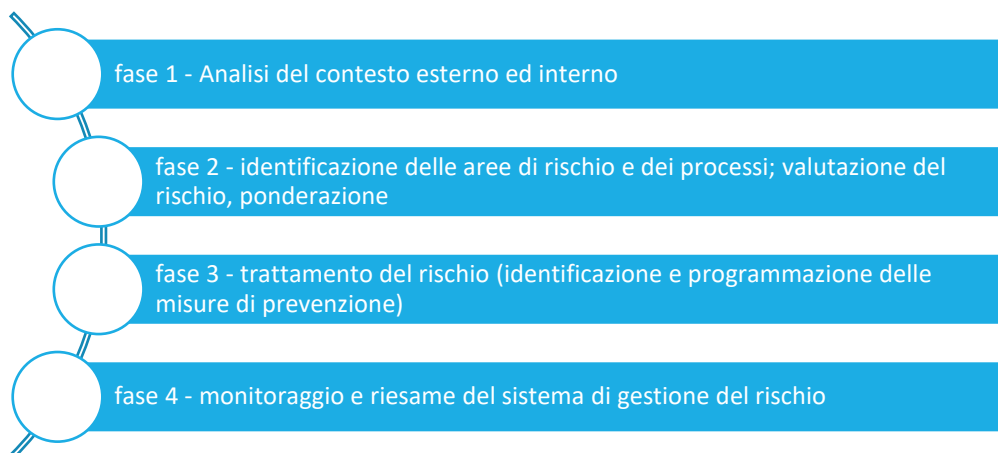 fase 1 - Analisi del contesto esterno ed interno
fase 2 - identificazione delle aree di rischio e dei processi; valutazione del
rischio, ponderazione
fase 3 - trattamento del rischio (identificazione e programmazione delle
misure di prevenzione)
fase 4 - monitoraggio e riesame del sistema di gestione del rischio